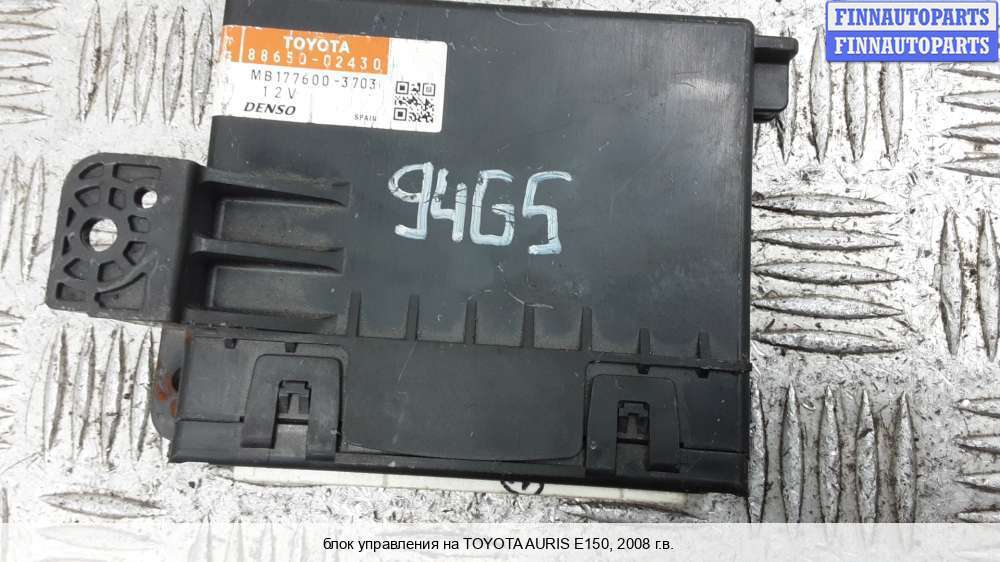 FINNAUTOPARTS
FINNAUTOPARTS
TOYOTA
88650-02430
MB177600-3703
12V
DENSO
SPAIN
94G5
блок управления на TOYOTA AURIS E150, 2008 г.в.